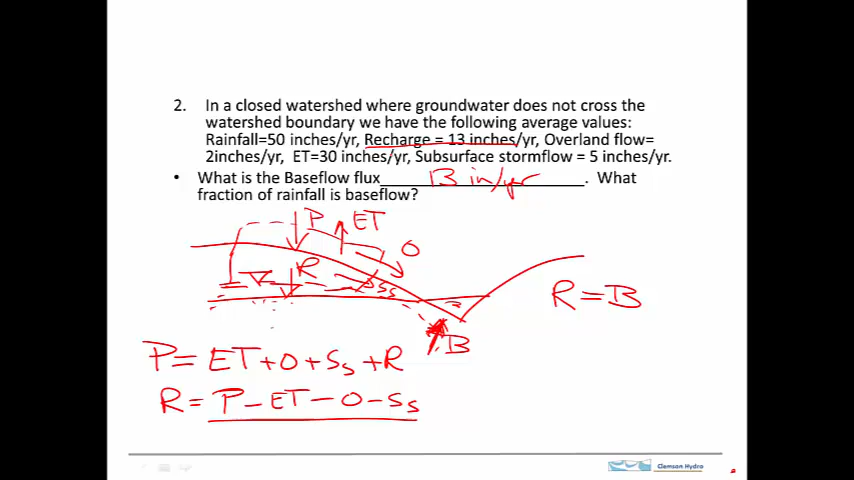 2. In a closed watershed where groundwater does not cross the
watershed boundary we have the following average values:
Rainfall=50 inches/yr, Recharge = 13 inches/yr, Overland flow=
2inches/yr, ET=30 inches/yr, Subsurface stormflow = 5 inches/yr.
• What is the Baseflow flux 13 in/yr. What
fraction of rainfall is baseflow?
P ET
O
R
Ss
R=B
B
P= ET+O+Ss+R
R= P-ET-O-Ss
Clemson Hydro